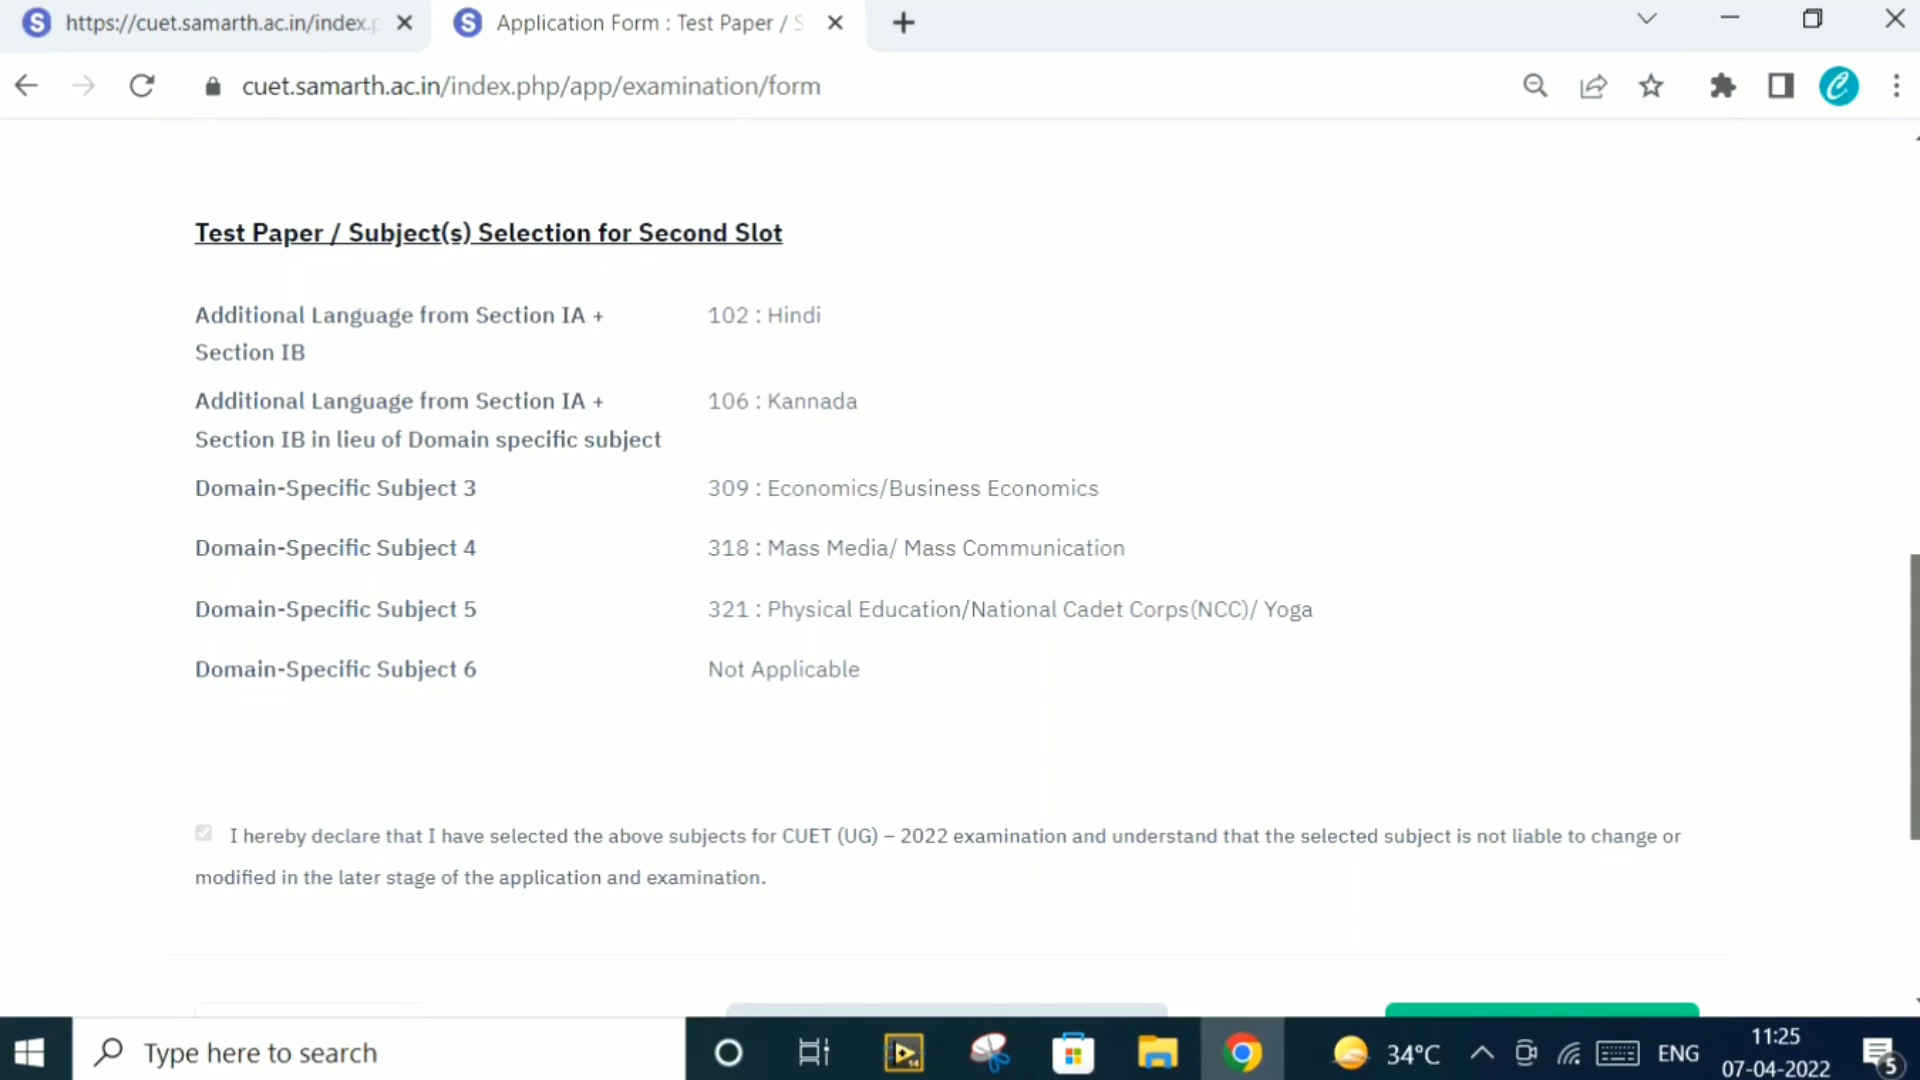 https://cuet.samarth.ac.in/index.p
Application Form : Test Paper / S
cuet.samarth.ac.in/index.php/app/examination/form
Test Paper / Subject(s) Selection for Second Slot
Additional Language from Section IA +
Section IB
102 : Hindi
Additional Language from Section IA +
Section IB in lieu of Domain specific subject
106 : Kannada
Domain-Specific Subject 3
309 : Economics/Business Economics
Domain-Specific Subject 4
318 : Mass Media/ Mass Communication
Domain-Specific Subject 5
321 : Physical Education/National Cadet Corps(NCC)/ Yoga
Domain-Specific Subject 6
Not Applicable
I hereby declare that I have selected the above subjects for CUET (UG) – 2022 examination and understand that the selected subject is not liable to change or
modified in the later stage of the application and examination.
Type here to search
34°C
ENG
11:25
07-04-2022
5